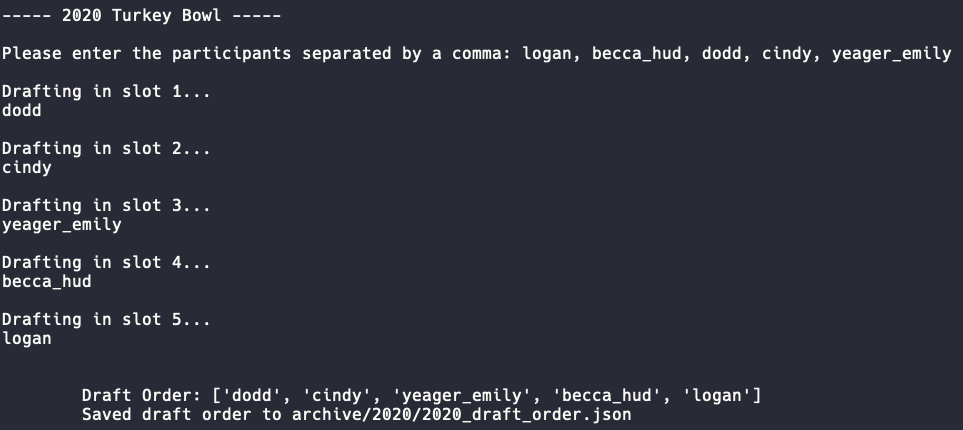 ----- 2020 Turkey Bowl -----
Please enter the participants separated by a comma: logan, becca_hud, dodd, cindy, yeager_emily
Drafting in slot 1...
dodd
Drafting in slot 2...
cindy
Drafting in slot 3...
yeager_emily
Drafting in slot 4...
becca_hud
Drafting in slot 5...
logan
Draft Order: ['dodd', 'cindy', 'yeager_emily', 'becca_hud', 'logan']
Saved draft order to archive/2020/2020_draft_order.json